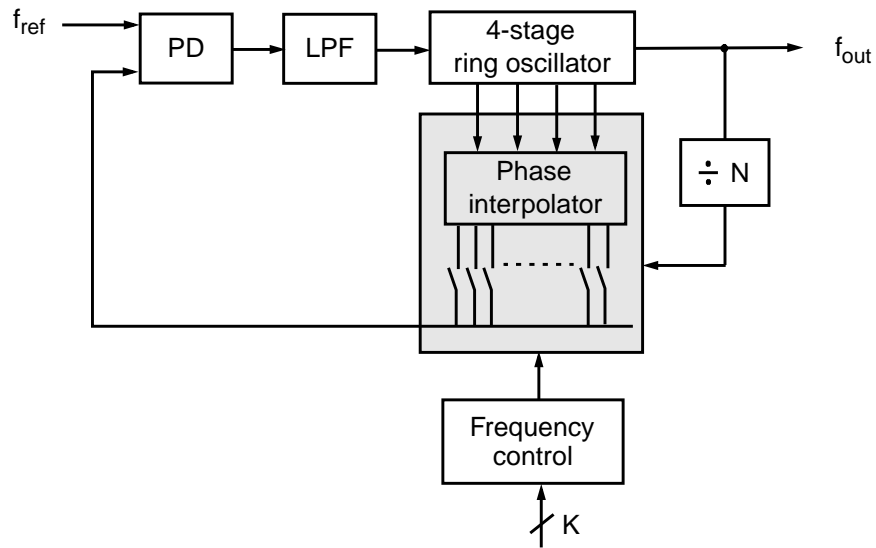 f_ref
PD
LPF
4-stage
ring oscillator
f_out
÷ N
Phase
interpolator
Frequency
control
K